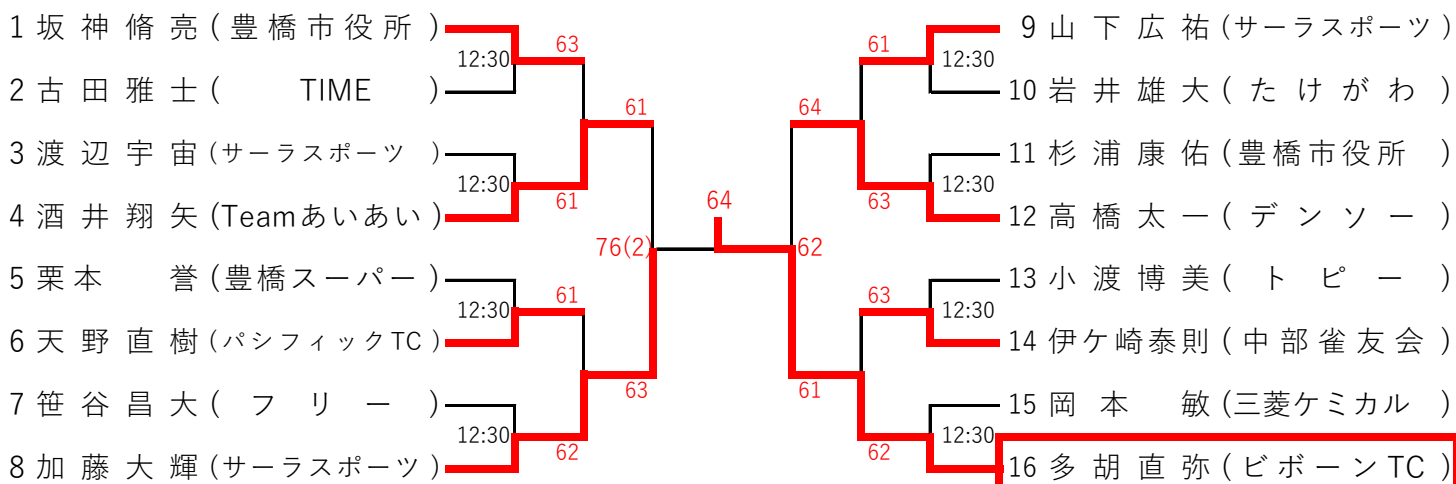 1 坂神脩亮(豊橋市役所)
12:30
2 古田雅士(TIME)
63
3 渡辺宇宙(サーラスポーツ)
12:30
4 酒井翔矢(Teamあいあい)
61
61
5 栗本 誉(豊橋スーパー)
12:30
6 天野直樹(パシフィックTC)
61
7 笹谷昌大(フリー)
12:30
8 加藤大輝(サーラスポーツ)
62
63
76(2)
64
9 山下広祐(サーラスポーツ)
12:30
10 岩井雄大(たけがわ)
61
11 杉浦康佑(豊橋市役所)
12:30
12 高橋太一(デンソー)
63
64
13 小渡博美(トピー)
12:30
14 伊ケ崎泰則(中部雀友会)
63
15 岡本 敏(三菱ケミカル)
12:30
16 多胡直弥(ビボーンTC)
62
61
62